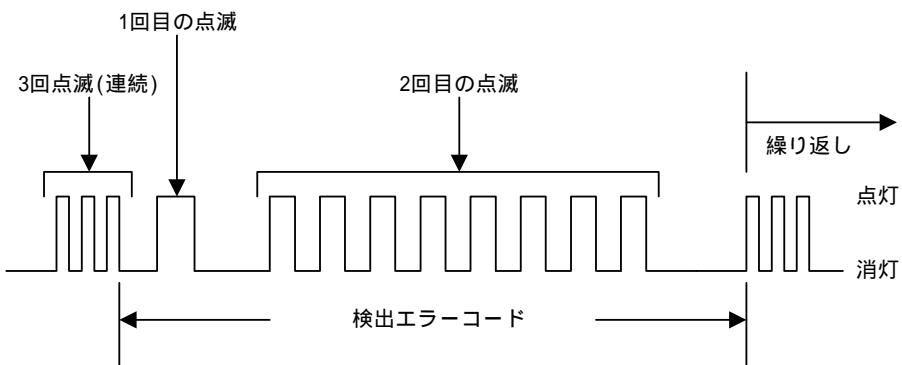 1回目の点滅
3回点滅(連続)
2回目の点滅
繰り返し
点灯
消灯
検出エラーコード